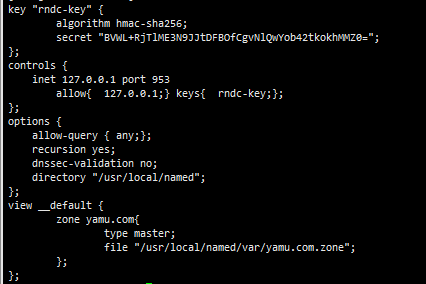 key "rndc-key" {
algorithm hmac-sha256;
secret "BVWL+RjTlME3N9JJtDFBOfCgvNlQwYob42tkokhMMZ0=";
};
controls {
inet 127.0.0.1 port 953
allow{ 127.0.0.1;} keys{ rndc-key;};
};
options {
allow-query { any;};
recursion yes;
dnssec-validation no;
directory "/usr/local/named";
};
view __default {
zone yamu.com{
type master;
file "/usr/local/named/var/yamu.com.zone";
};
};